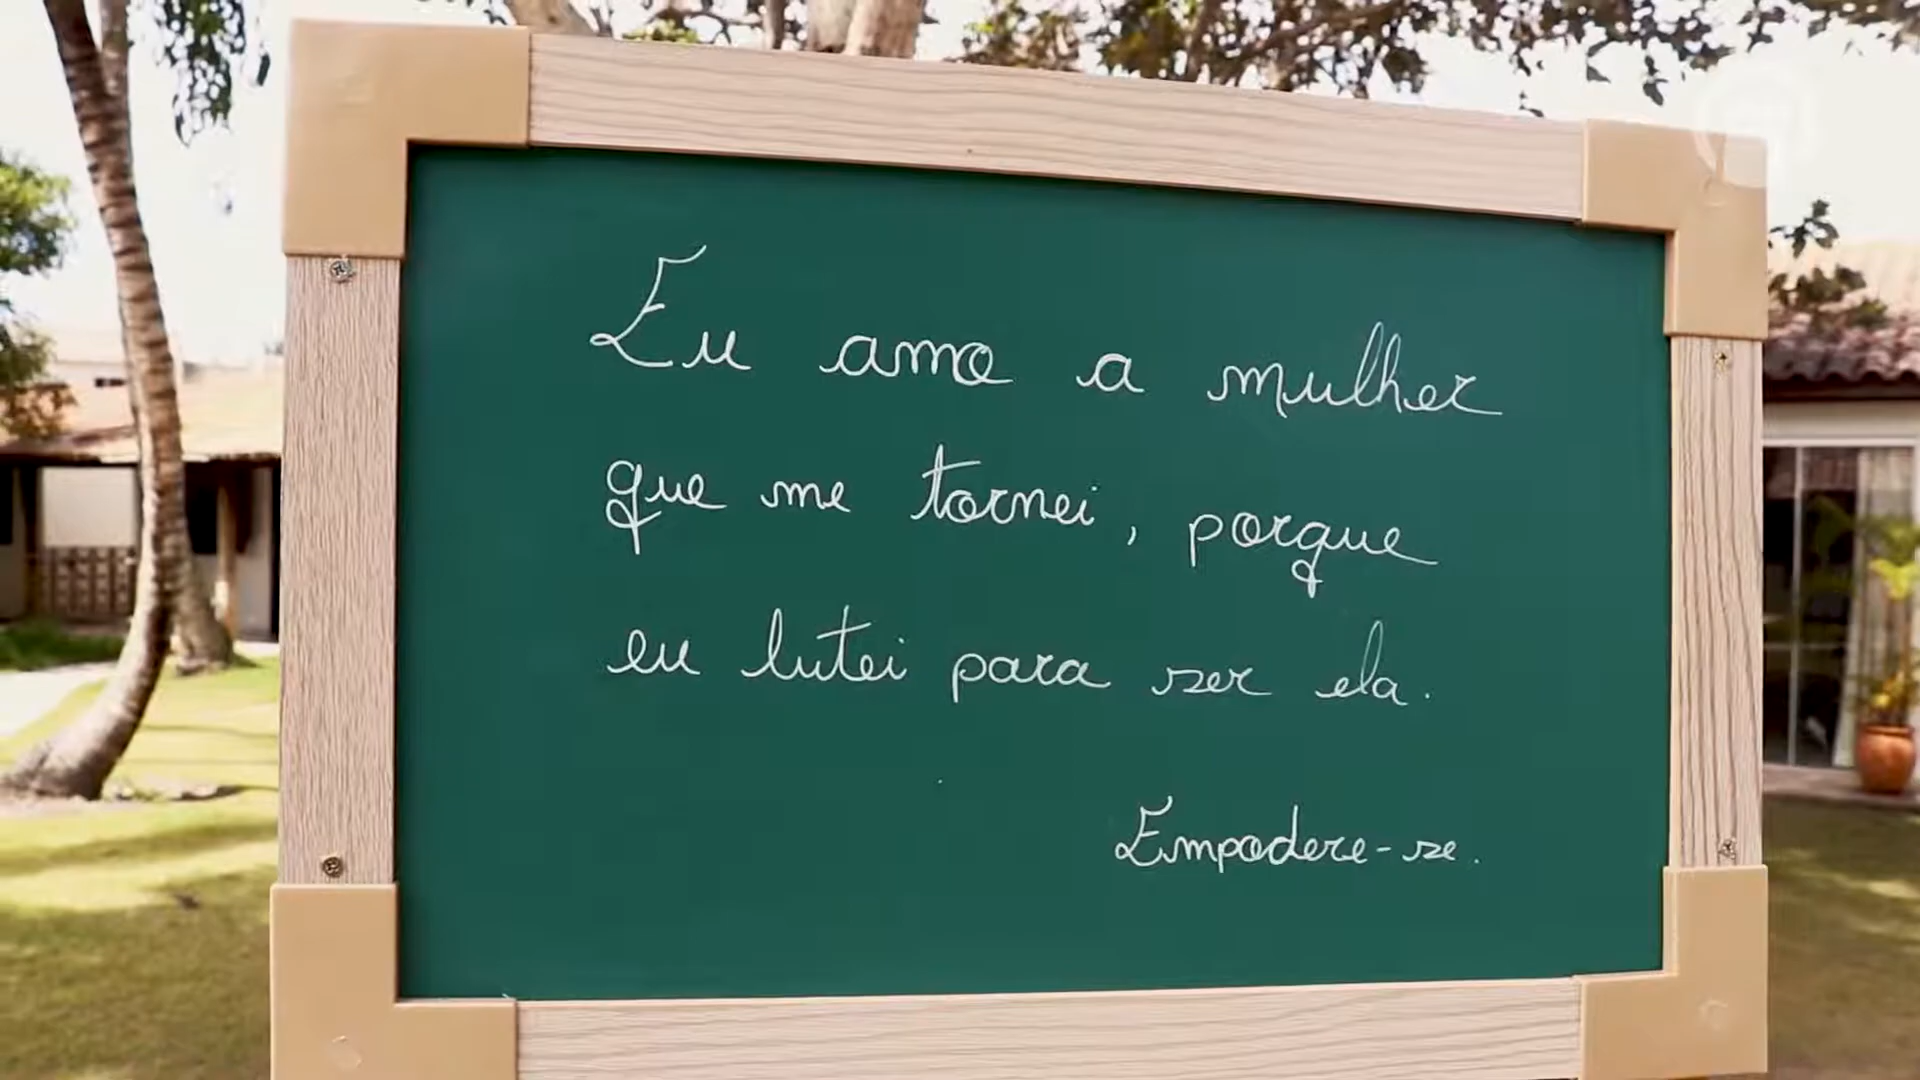 Eu amo a mulher
que me tornei, porque
eu lutei para ser ela.
Empodere-se.